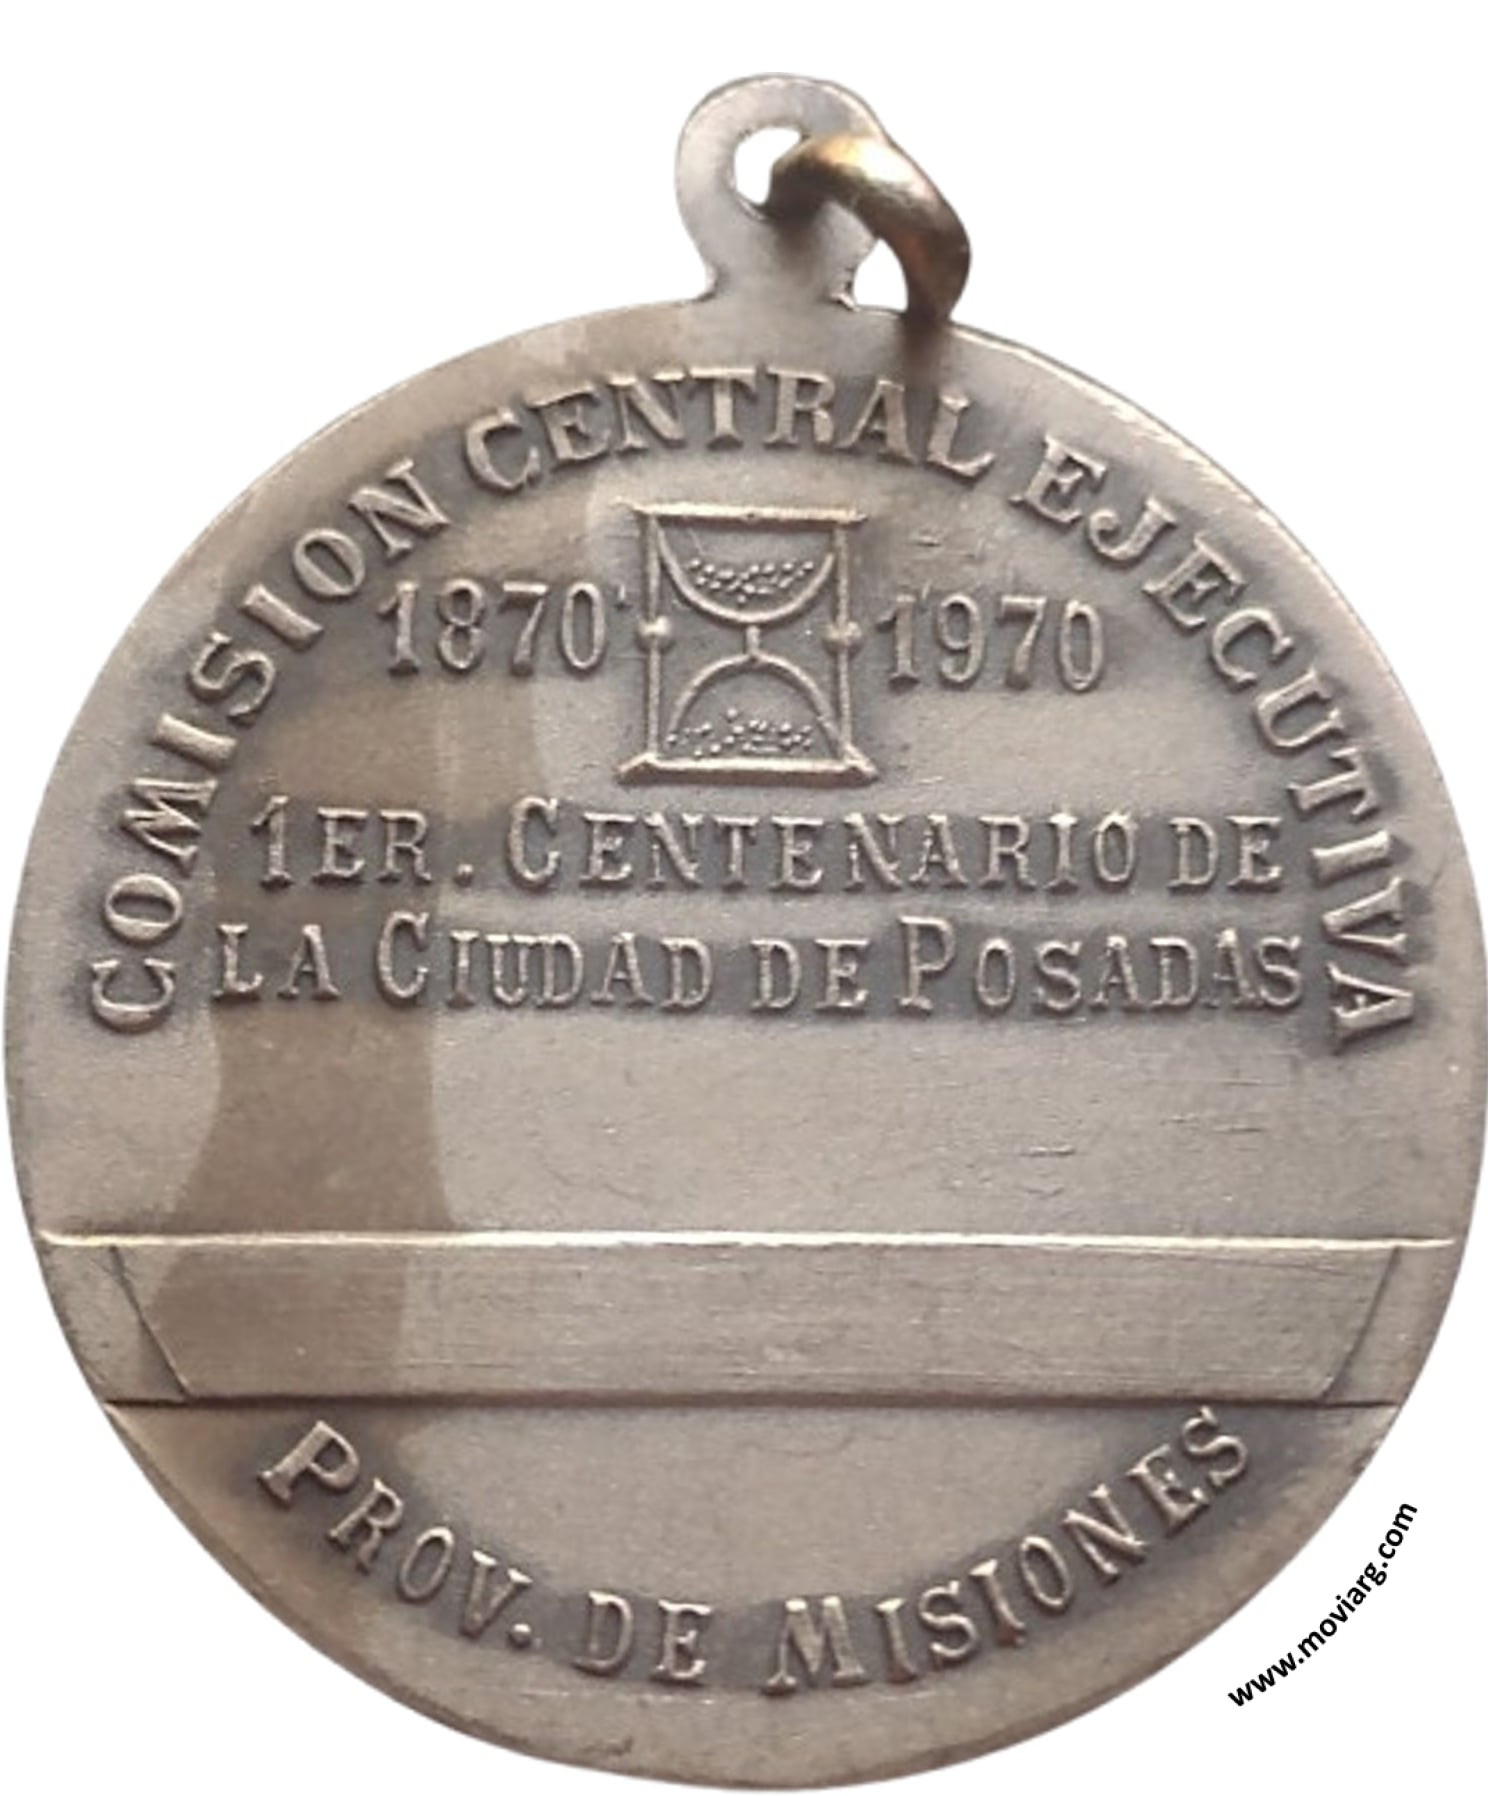 COMISION CENTRAL EJECUTIVA
1870 1970
1ER. CENTENARIO DE
LA CIUDAD DE POSADAS
PROV. DE MISIONES
www.moviarg.com